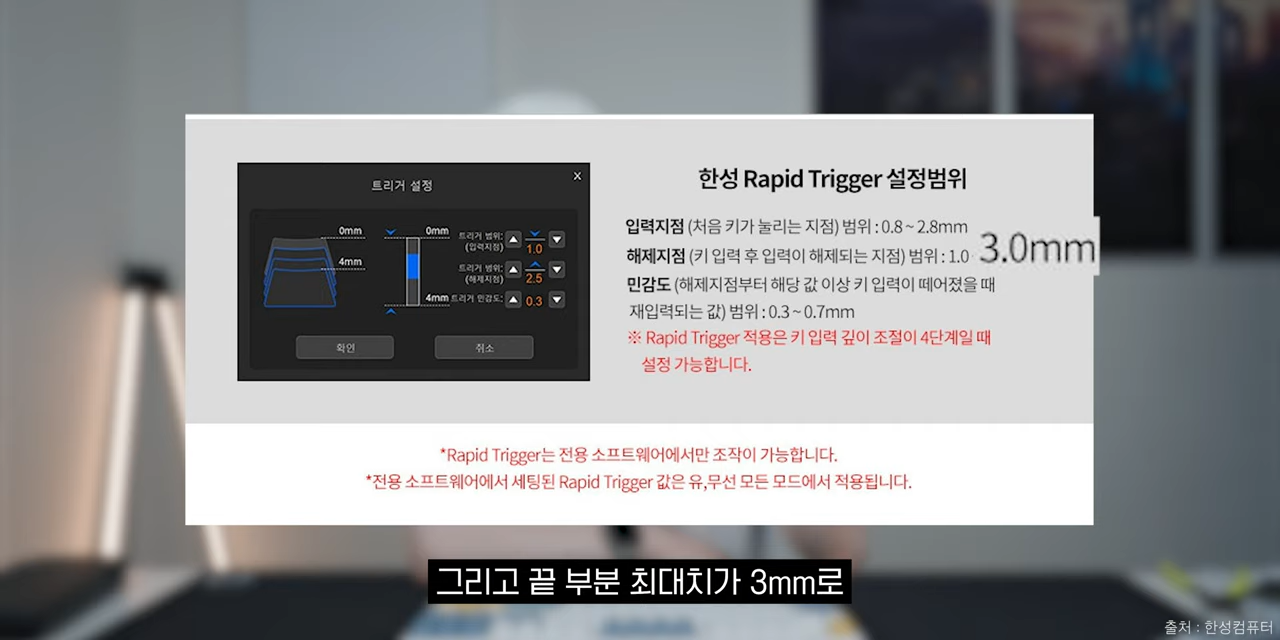 트리거 설정
X
0mm
4mm
0mm
4mm
트리거 범위:
(입력지점)
1.0
트리거 범위:
(해제지점)
2.5
트리거 민감도:
0.3
확인
취소
한성 Rapid Trigger 설정범위
입력지점 (처음 키가 눌리는 지점) 범위 : 0.8 ~ 2.8mm
해제지점 (키 입력 후 입력이 해제되는 지점) 범위 : 1.0 3.0mm
민감도 (해제지점부터 해당 값 이상 키 입력이 떼어졌을 때
재입력되는 값) 범위 : 0.3 ~ 0.7mm
※ Rapid Trigger 적용은 키 입력 깊이 조절이 4단계일 때
설정 가능합니다.
*Rapid Trigger는 전용 소프트웨어에서만 조작이 가능합니다.
*전용 소프트웨어에서 세팅된 Rapid Trigger 값은 유,무선 모든 모드에서 적용됩니다.
그리고 끝 부분 최대치가 3mm로
출처 : 한성컴퓨터